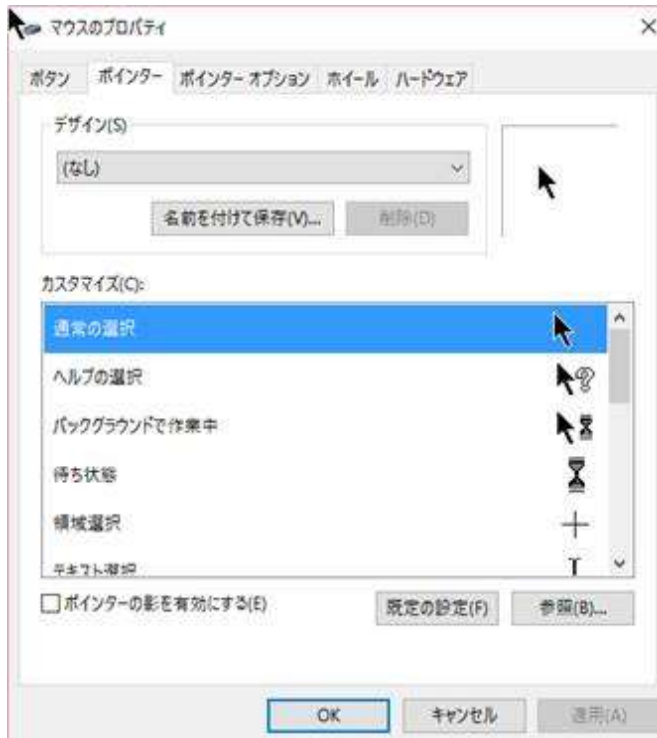 マウスのプロパティ
ボタン ポインター ポインター オプション ホイール ハードウェア
デザイン(S)
(なし)
名前を付けて保存(V)... 削除(D)
カスタマイズ(C):
通常の選択
ヘルプの選択
バックグラウンドで作業中
待ち状態
領域選択
テキスト選択
ポインターの影を有効にする(E)
既定の設定(F) 参照(B)...
OK キャンセル 適用(A)